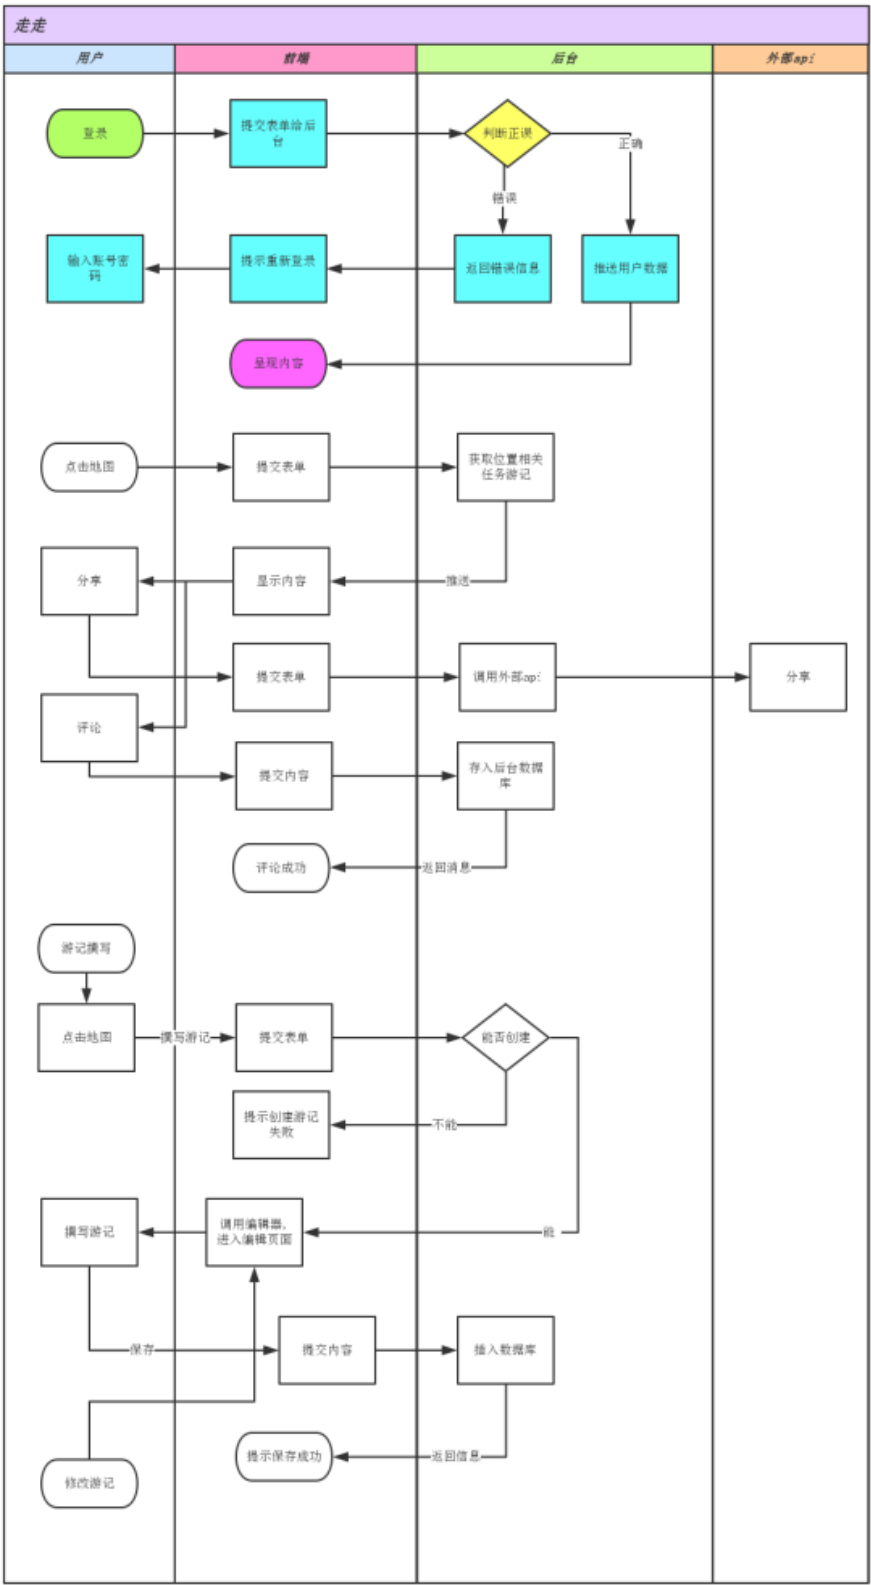 走走
用户
前端
后台
外部api
登录
提交表单给后
台
判断正误
正确
错误
输入账号密
码
提示重新登录
返回错误信息
推送用户数据
呈现内容
点击地图
提交表单
获取位置相关
任务游记
分享
显示内容
推送
提交表单
调用外部api
分享
评论
提交内容
存入后台数据
库
评论成功
返回消息
游记撰写
点击地图
撰写游记
提交表单
能否创建
提示创建游记
失败
不能
撰写游记
调用编辑器,
进入编辑页面
能
保存
提交内容
插入数据库
提示保存成功
返回信息
修改游记